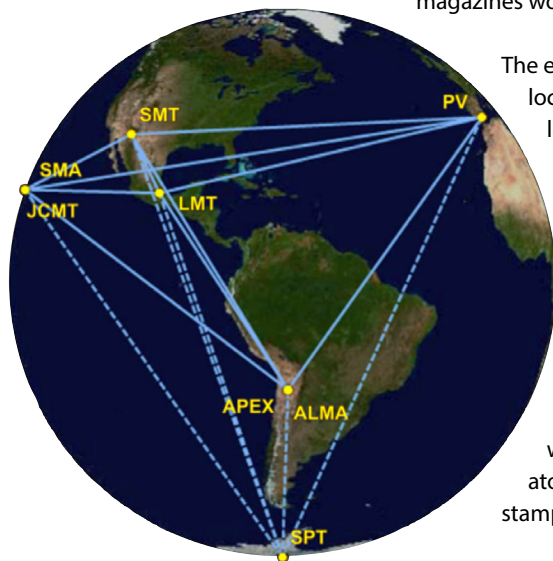 magazines wo
The e
loc
l
PV
SMT
SMA
JCMT
LMT
APEX
ALMA
w
ato
stamp
SPT